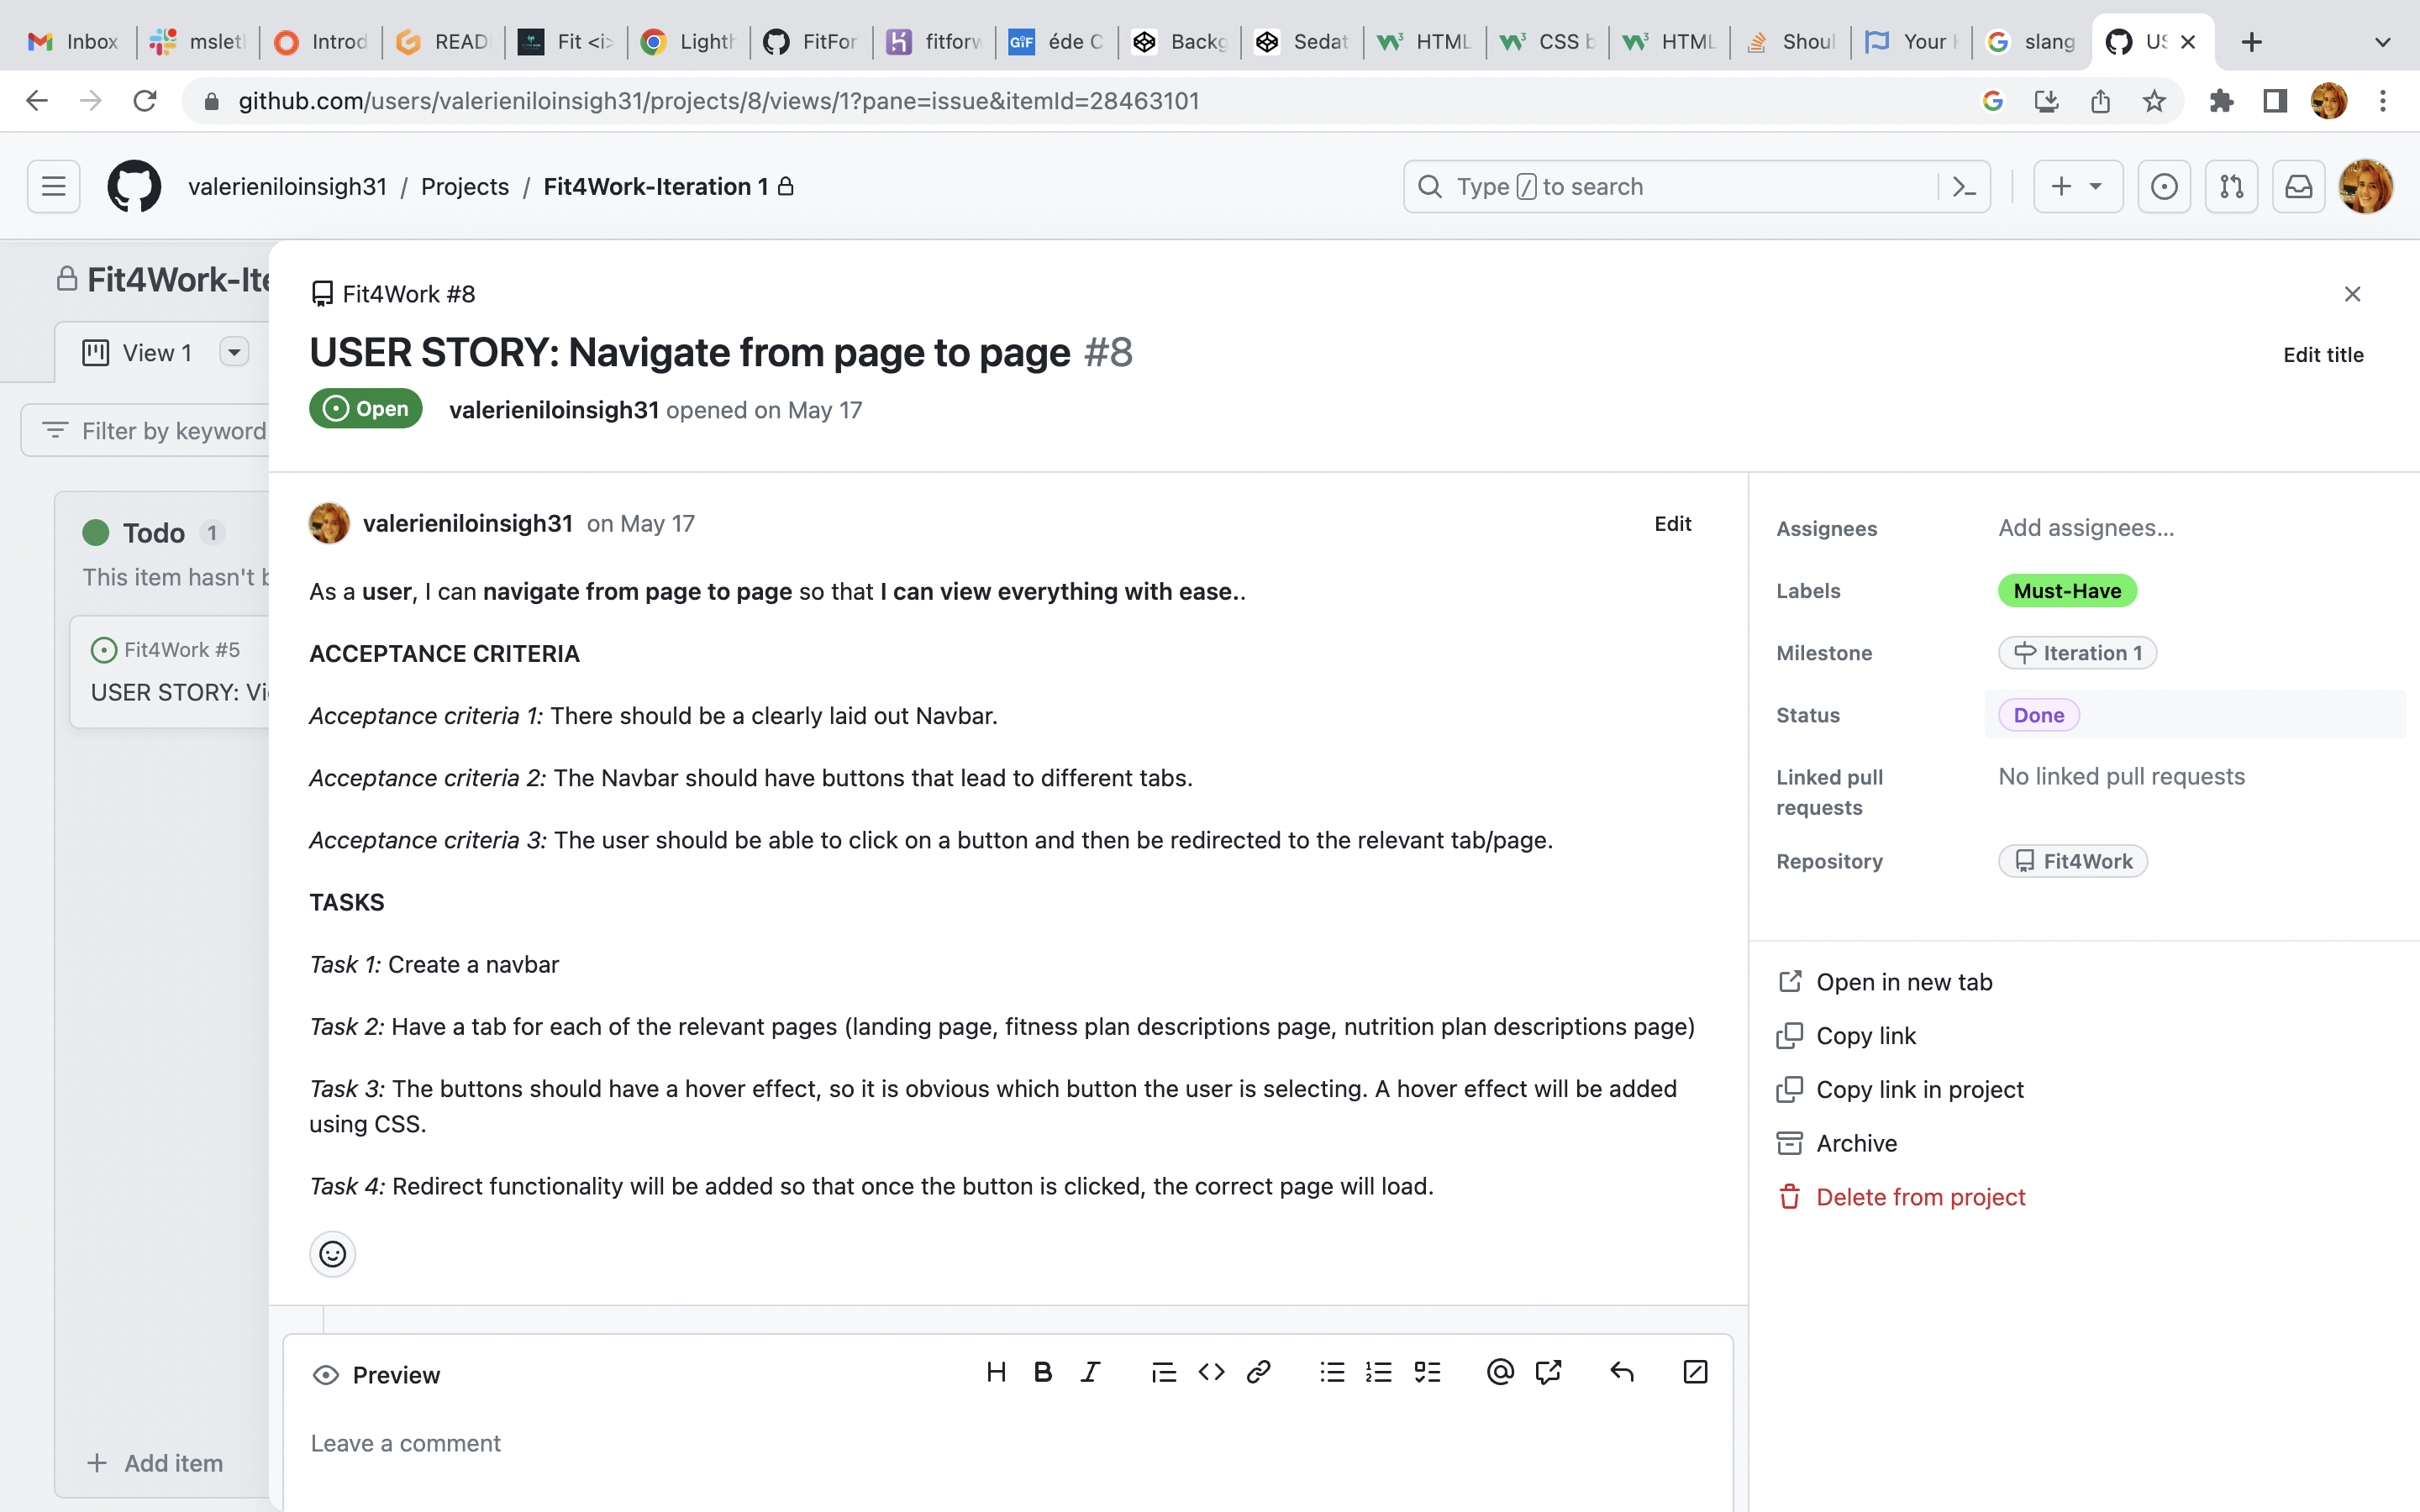 Inbox
mslet
Introd
READ
Fit <i>
Lighth
FitFor
fitforw
GIF
éde C
Backg
Sedat
HTML
CSS b
HTML
Shoul
Your
slang
US
github.com/users/valerieniloinsigh31/projects/8/views/1?pane=issue&itemId=28463101
valerieniloinsigh31 / Projects / Fit4Work-Iteration 1
Type / to search
Fit4Work-Ite
View 1
Filter by keyword
Todo 1
This item hasn't b
Fit4Work #5
USER STORY: Vi
Add item
Fit4Work #8
USER STORY: Navigate from page to page #8
Edit title
Open
valerieniloinsigh31 opened on May 17
valerieniloinsigh31 on May 17
Edit
As a user, I can navigate from page to page so that I can view everything with ease..
ACCEPTANCE CRITERIA
Acceptance criteria 1: There should be a clearly laid out Navbar.
Acceptance criteria 2: The Navbar should have buttons that lead to different tabs.
Acceptance criteria 3: The user should be able to click on a button and then be redirected to the relevant tab/page.
TASKS
Task 1: Create a navbar
Task 2: Have a tab for each of the relevant pages (landing page, fitness plan descriptions page, nutrition plan descriptions page)
Task 3: The buttons should have a hover effect, so it is obvious which button the user is selecting. A hover effect will be added
using CSS.
Task 4: Redirect functionality will be added so that once the button is clicked, the correct page will load.
Preview
Leave a comment
Assignees
Add assignees...
Labels
Must-Have
Milestone
Iteration 1
Status
Done
Linked pull
requests
No linked pull requests
Repository
Fit4Work
Open in new tab
Copy link
Copy link in project
Archive
Delete from project